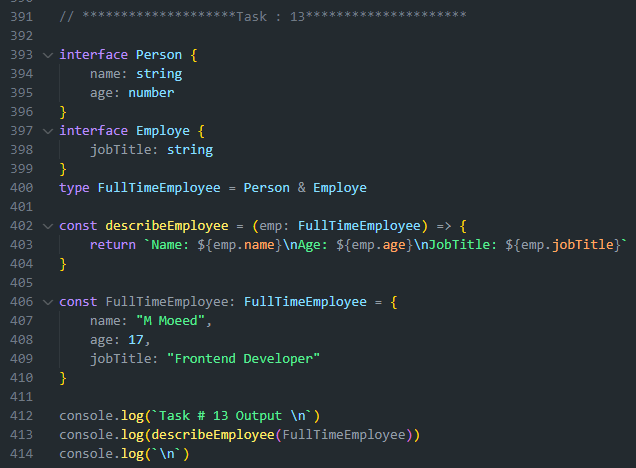 391 // ********************Task : 13*********************
392
393 interface Person {
394     name: string
395     age: number
396 }
397 interface Employe {
398     jobTitle: string
399 }
400 type FullTimeEmployee = Person & Employe
401
402 const describeEmployee = (emp: FullTimeEmployee) => {
403     return `Name: ${emp.name}\nAge: ${emp.age}\nJobTitle: ${emp.jobTitle}`
404 }
405
406 const FullTimeEmployee: FullTimeEmployee = {
407     name: "M Moeed",
408     age: 17,
409     jobTitle: "Frontend Developer"
410 }
411
412 console.log(`Task # 13 Output \n`)
413 console.log(describeEmployee(FullTimeEmployee))
414 console.log(`\n`)